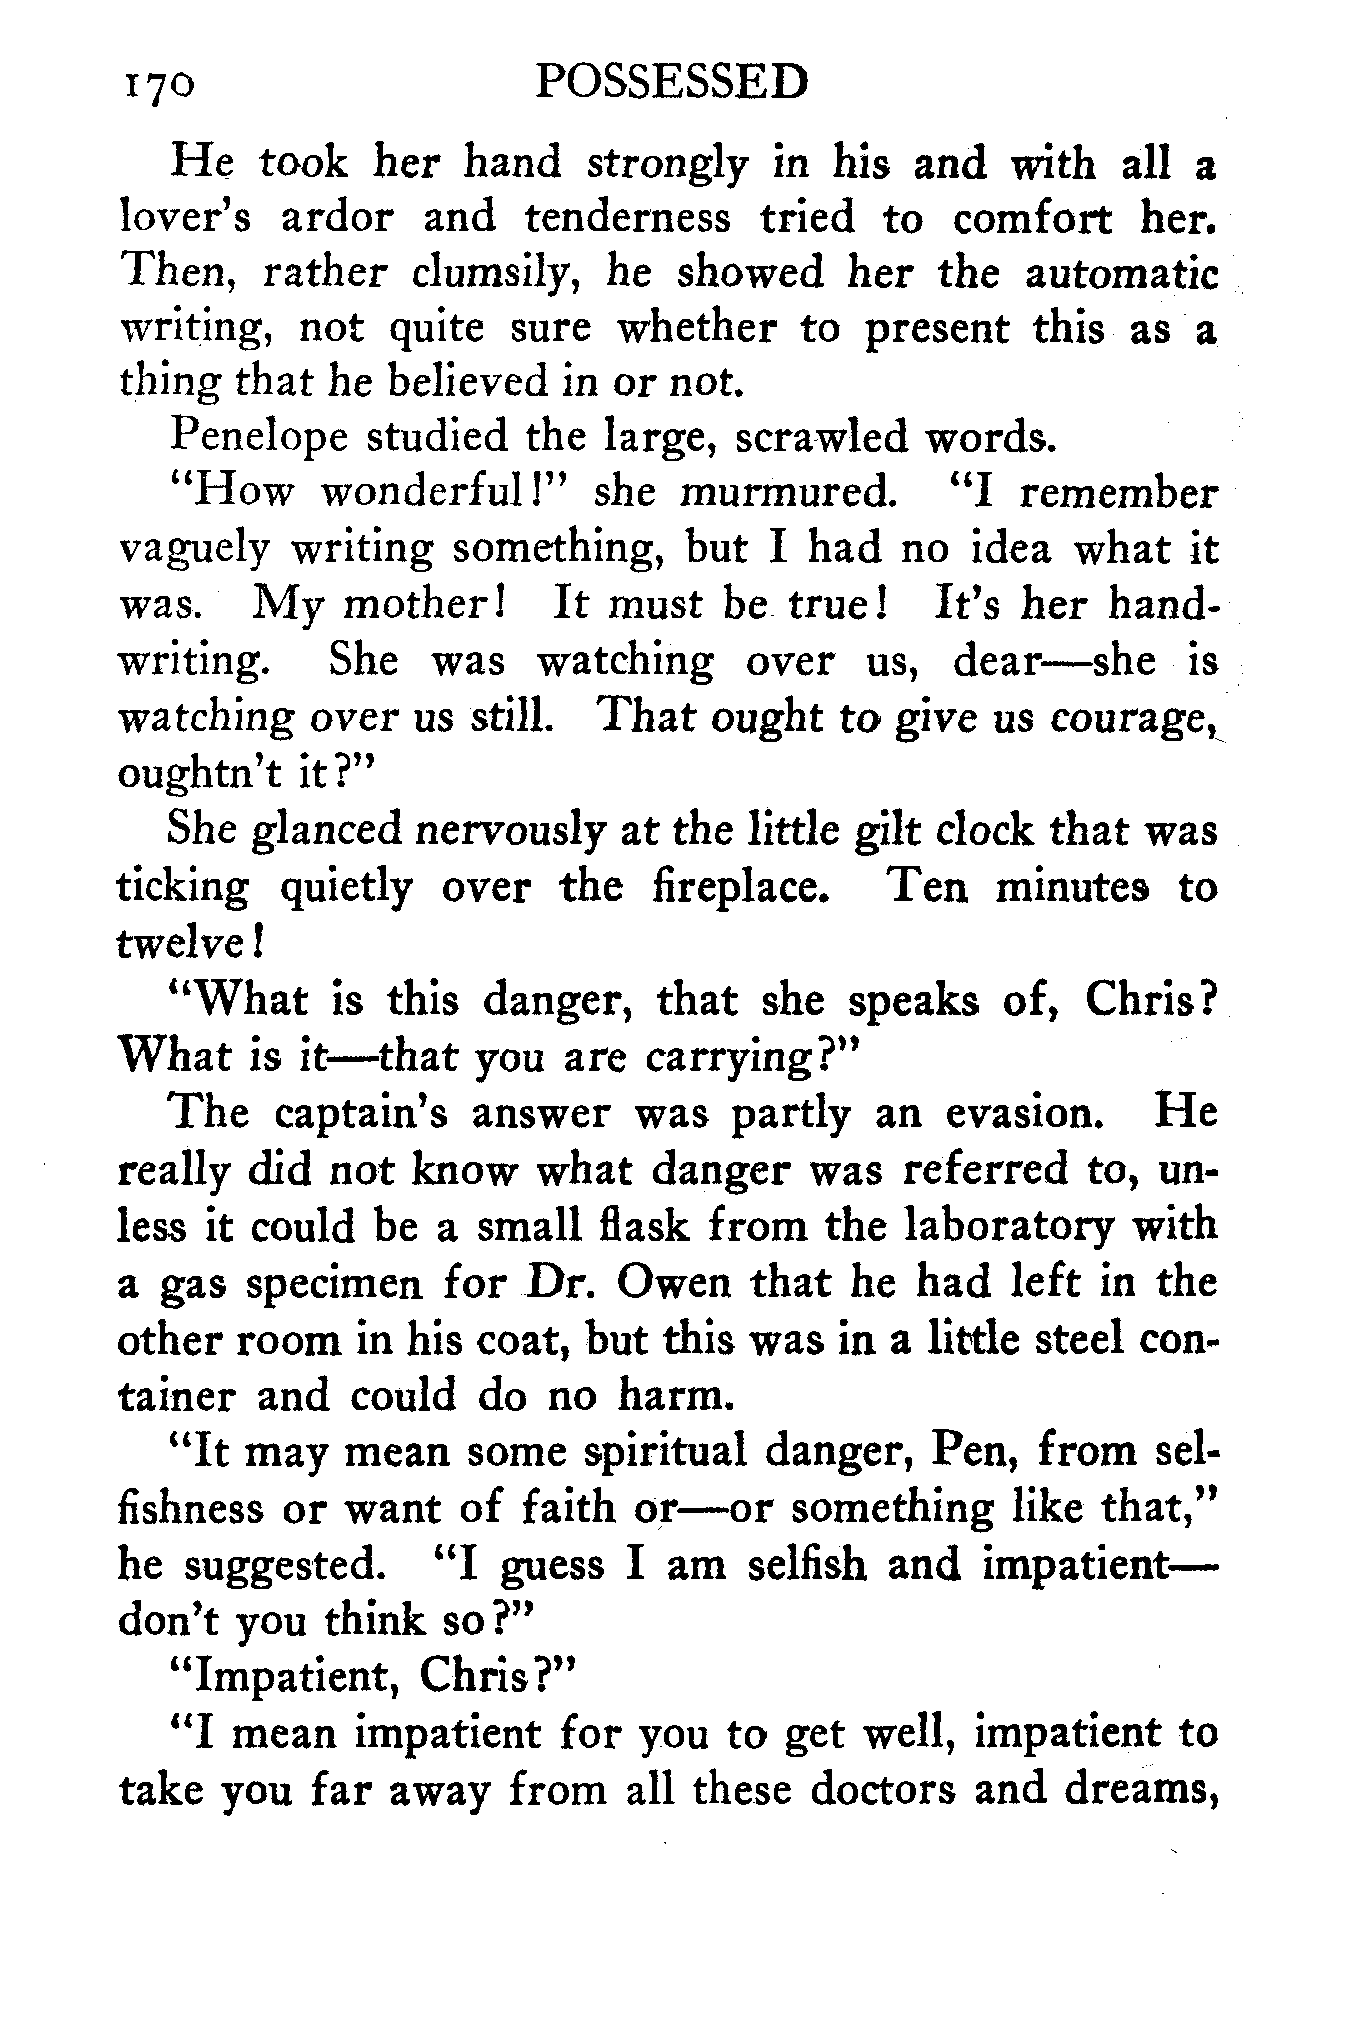 170 POSSESSED
He took her hand strongly in his and with all a
lover's ardor and tenderness tried to comfort her.
Then, rather clumsily, he showed her the automatic
writing, not quite sure whether to present this as a
thing that he believed in or not.
Penelope studied the large, scrawled words.
"How wonderful!" she murmured. "I remember
vaguely writing something, but I had no idea what it
was. My mother! It must be true! It's her hand-
writing. She was watching over us, dear—she is
watching over us still. That ought to give us courage,
oughtn't it?"
She glanced nervously at the little gilt clock that was
ticking quietly over the fireplace. Ten minutes to
twelve!
"What is this danger, that she speaks of, Chris?
What is it—that you are carrying?"
The captain's answer was partly an evasion. He
really did not know what danger was referred to, un-
less it could be a small flask from the laboratory with
a gas specimen for Dr. Owen that he had left in the
other room in his coat, but this was in a little steel con-
tainer and could do no harm.
"It may mean some spiritual danger, Pen, from sel-
fishness or want of faith or—or something like that,"
he suggested. "I guess I am selfish and impatient—
don't you think so?"
"Impatient, Chris?"
"I mean impatient for you to get well, impatient to
take you far away from all these doctors and dreams,